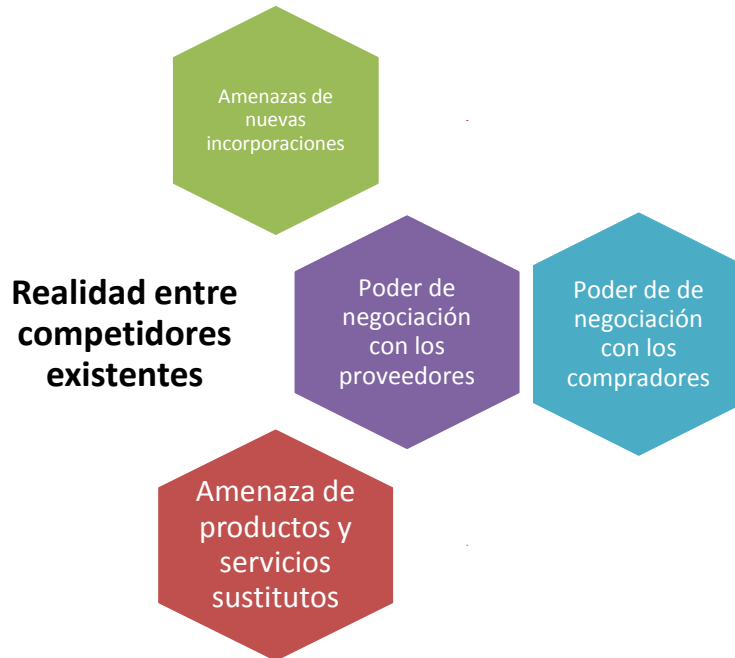 Amenazas de
nuevas
incorporaciones
Realidad entre
competidores
existentes
Poder de
negociación
con los
proveedores
Poder de de
negociación
con los
compradores
Amenaza de
productos y
servicios
sustitutos